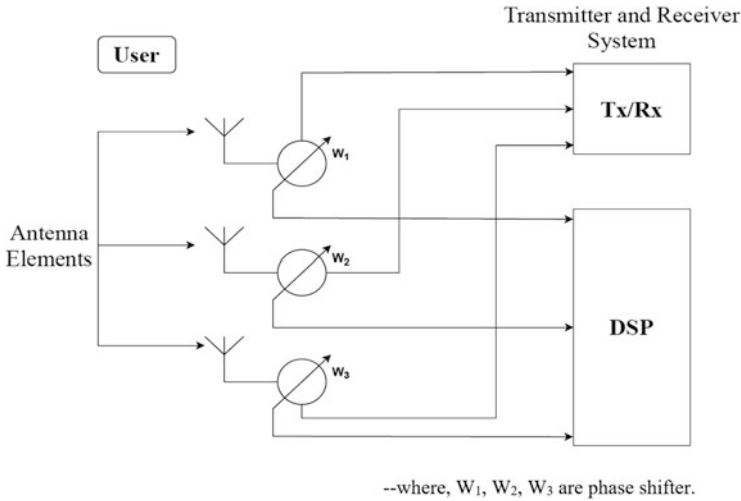 Transmitter and Receiver
System
User
Tx/Rx
W₁
Antenna
Elements
W₂
DSP
W₃
--where, W₁, W₂, W₃ are phase shifter.